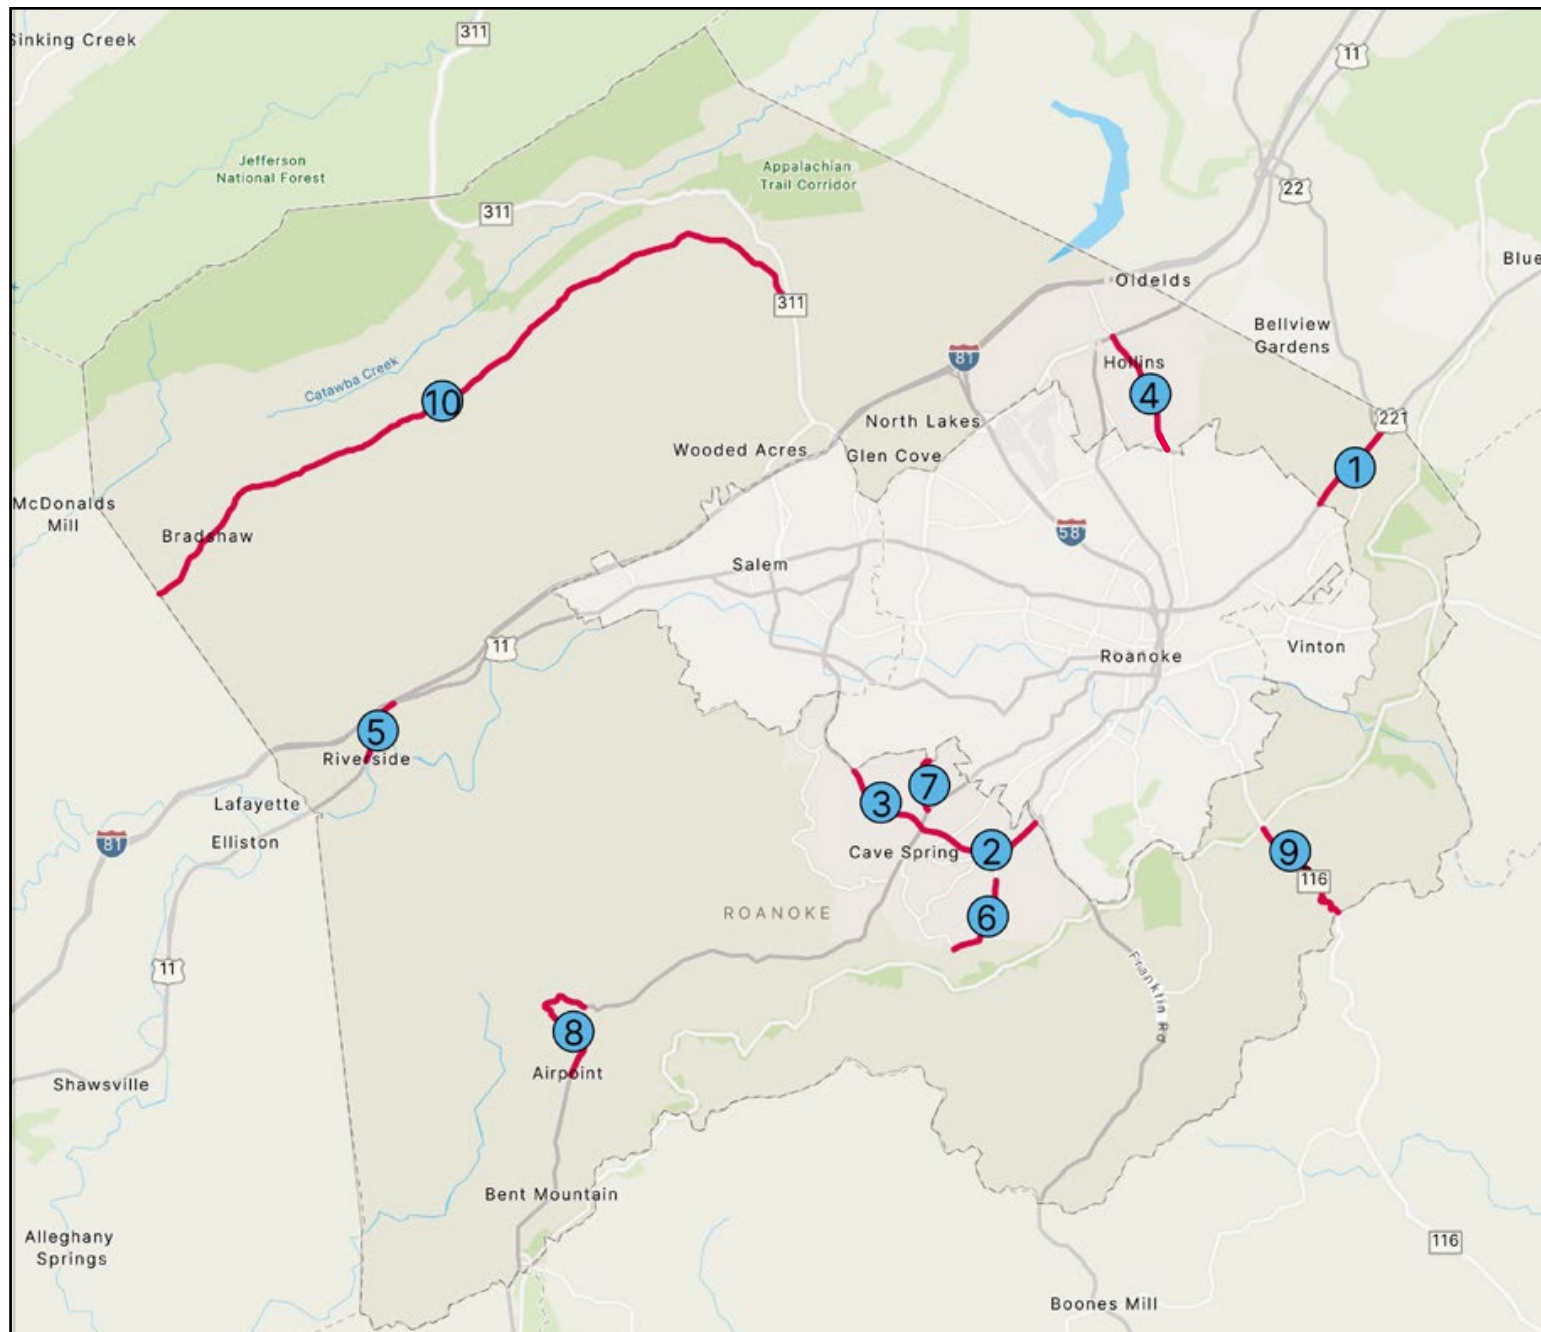 311
Sinking Creek
11
Jefferson
National Forest
Appalachian
Trail Corridor
22
311
Blue
Oldelds
311
Bellview
Gardens
81
Hollins
Catawba Creek
4
10
221
North Lakes
Wooded Acres
Glen Cove
1
McDonalds
Mill
Bradshaw
58
Salem
11
Vinton
Roanoke
5
Riverside
7
3
Lafayette
81
Elliston
Cave Spring
2
9
116
6
ROANOKE
11
Franklin Rd
8
Airpoint
Shawsville
Bent Mountain
Alleghany
Springs
116
Boones Mill